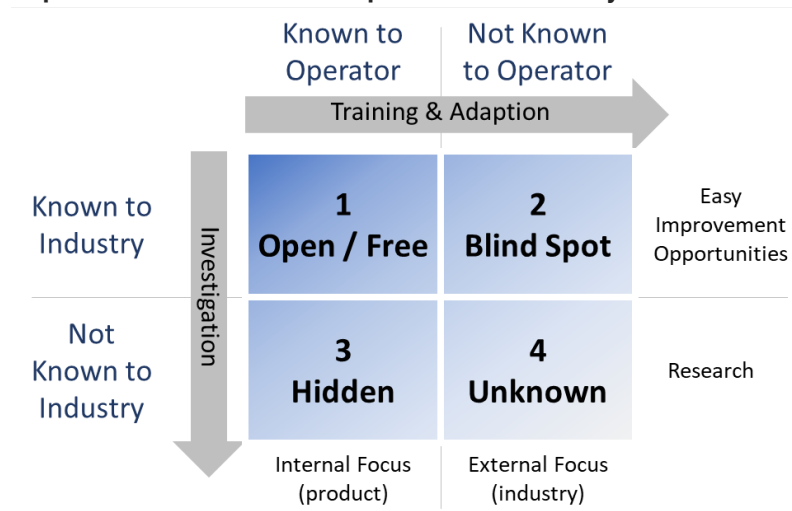 Known to
Operator
Not Known
to Operator
Training & Adaption
Known to
Industry
Investigation
1
Open / Free
2
Blind Spot
Easy
Improvement
Opportunities
Not
Known to
Industry
3
Hidden
4
Unknown
Research
Internal Focus
(product)
External Focus
(industry)